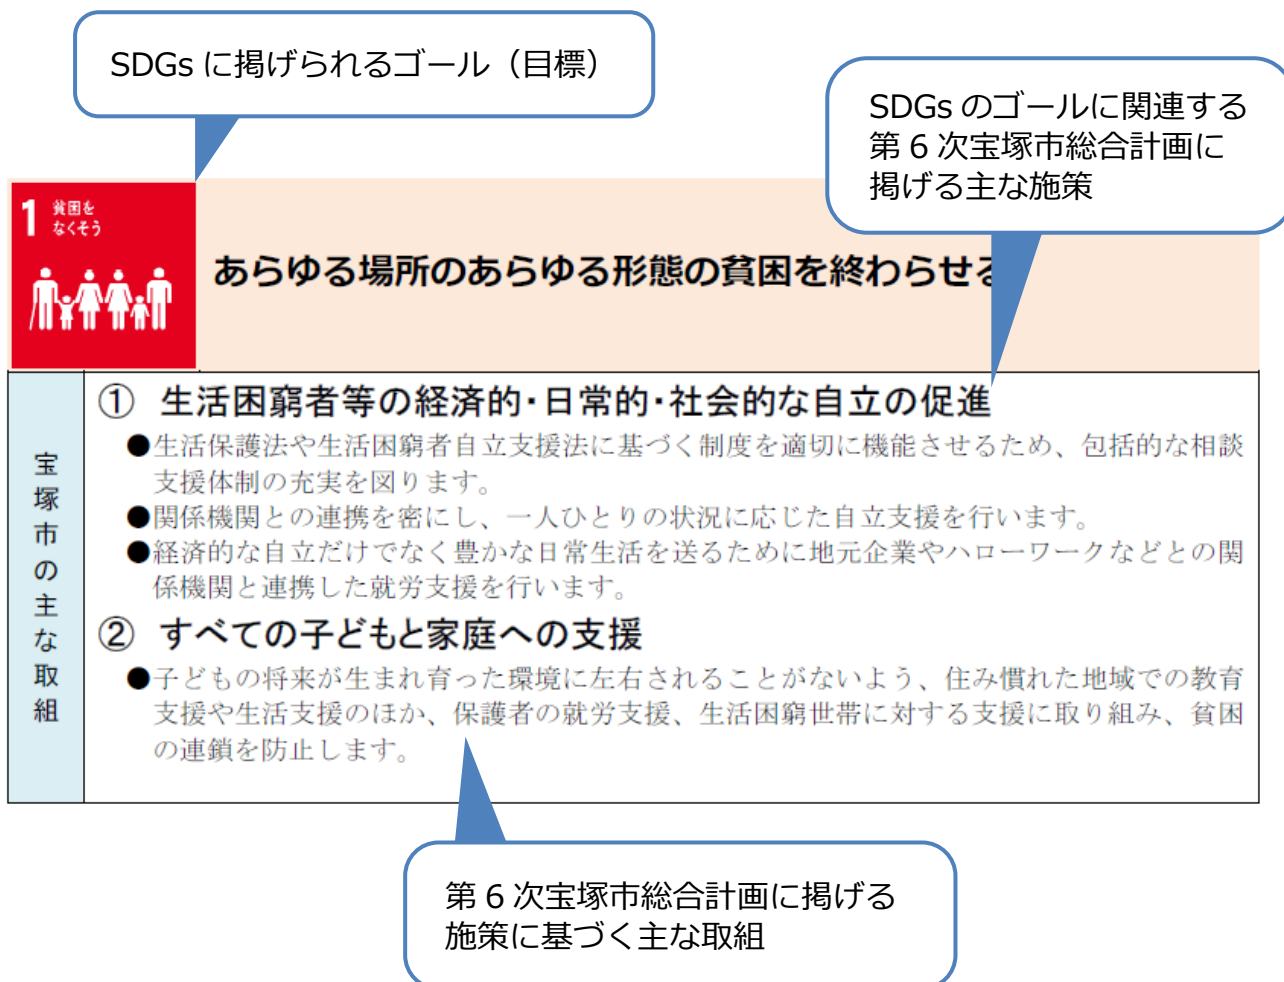 SDGs に掲げられるゴール（目標）
SDGs のゴールに関連する
第 6 次宝塚市総合計画に
掲げる主な施策
1 貧困を
なくそう
あらゆる場所のあらゆる形態の貧困を終わらせる
宝塚市の主な取組
① 生活困窮者等の経済的・日常的・社会的な自立の促進
●生活保護法や生活困窮者自立支援法に基づく制度を適切に機能させるため、包括的な相談
支援体制の充実を図ります。
●関係機関との連携を密にし、一人ひとりの状況に応じた自立支援を行います。
●経済的な自立だけでなく豊かな日常生活を送るために地元企業やハローワークなどとの関
係機関と連携した就労支援を行います。
② すべての子どもと家庭への支援
●子どもの将来が生まれ育った環境に左右されることがないよう、住み慣れた地域での教育
支援や生活支援のほか、保護者の就労支援、生活困窮世帯に対する支援に取り組み、貧困
の連鎖を防止します。
第 6 次宝塚市総合計画に掲げる
施策に基づく主な取組